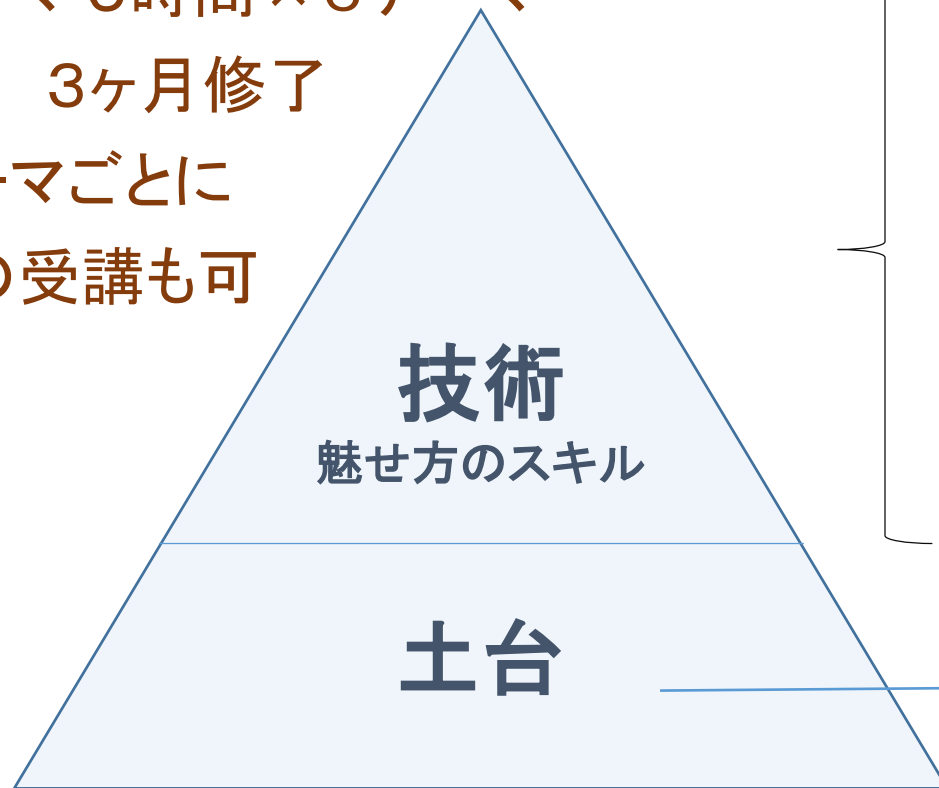 3ヶ月修了
ーマごとに
の受講も可
技術
魅せ方のスキル
土台